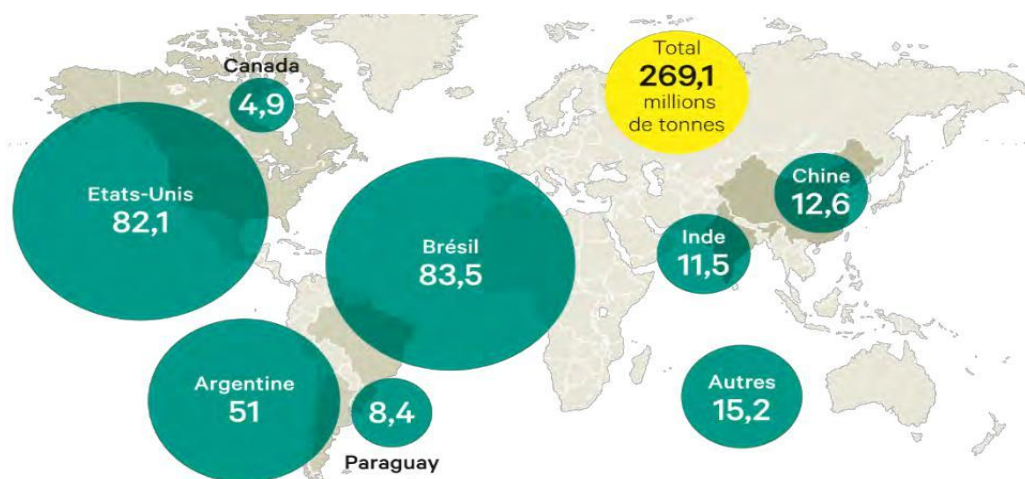 Canada
4,9
Total
269,1
millions
de tonnes
Etats-Unis
82,1
Chine
12,6
Brésil
83,5
Inde
11,5
Argentine
51
8,4
Paraguay
Autres
15,2